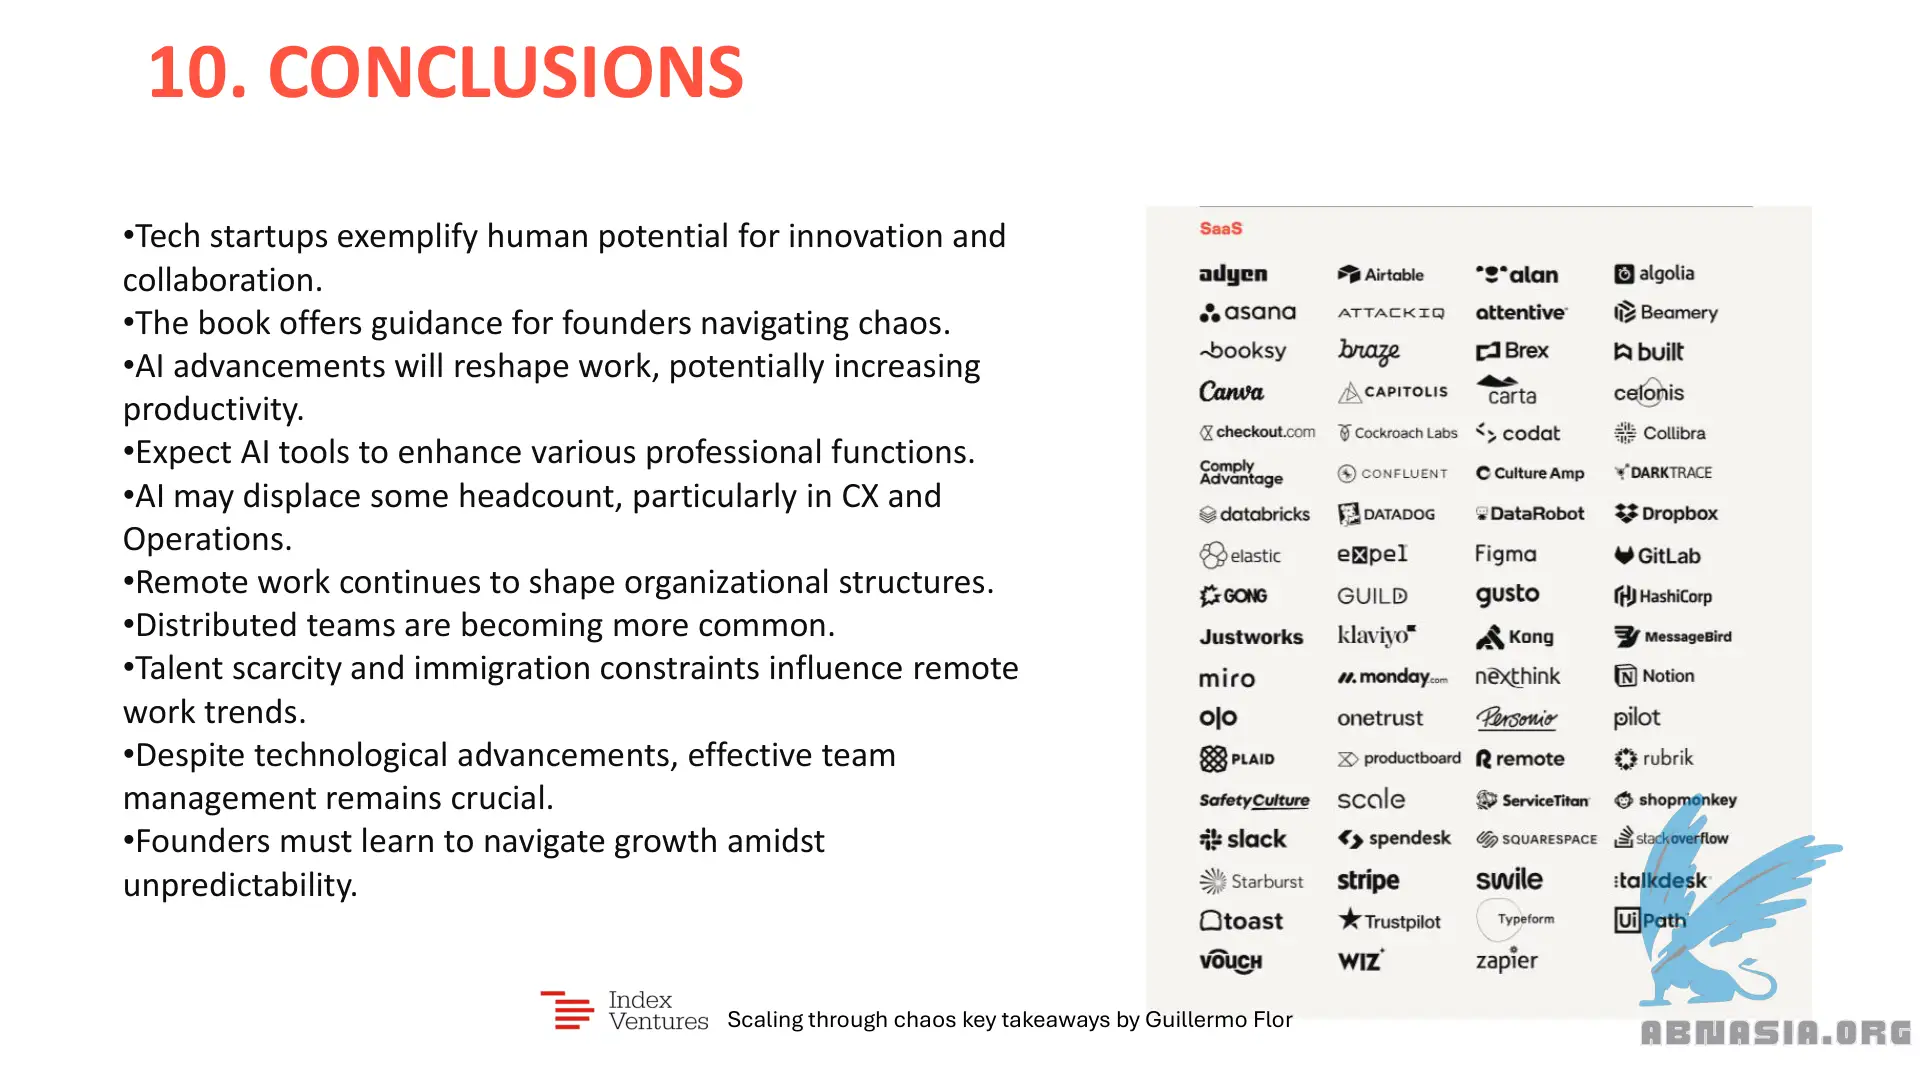 10. CONCLUSIONS
•Tech startups exemplify human potential for innovation and
collaboration.
•The book offers guidance for founders navigating chaos.
•AI advancements will reshape work, potentially increasing
productivity.
•Expect AI tools to enhance various professional functions.
•AI may displace some headcount, particularly in CX and
Operations.
•Remote work continues to shape organizational structures.
•Distributed teams are becoming more common.
•Talent scarcity and immigration constraints influence remote
work trends.
•Despite technological advancements, effective team
management remains crucial.
•Founders must learn to navigate growth amidst
unpredictability.
SaaS
adyen Airtable alan algolia
asana ATTACKIQ attentive Beamery
booksy braze Brex built
Canva CAPITOLIS carta celonis
checkout.com Cockroach Labs codat Collibra
Comply
Advantage CONFLUENT Culture Amp DARKTRACE
databricks DATADOG DataRobot Dropbox
elastic expel Figma GitLab
GONG GUILD gusto HashiCorp
Justworks klaviyo Kong MessageBird
miro monday.com nexthink Notion
olo onetrust Personio pilot
PLAID productboard remote rubrik
SafetyCulture scale ServiceTitan shopmonkey
slack spendesk SQUARESPACE stackoverflow
Starburst stripe swile :talkdesk
toast Trustpilot Typeform UiPath
VOUCH WIZ zapier
Index
Ventures
Scaling through chaos key takeaways by Guillermo Flor
ABNASIA.ORG